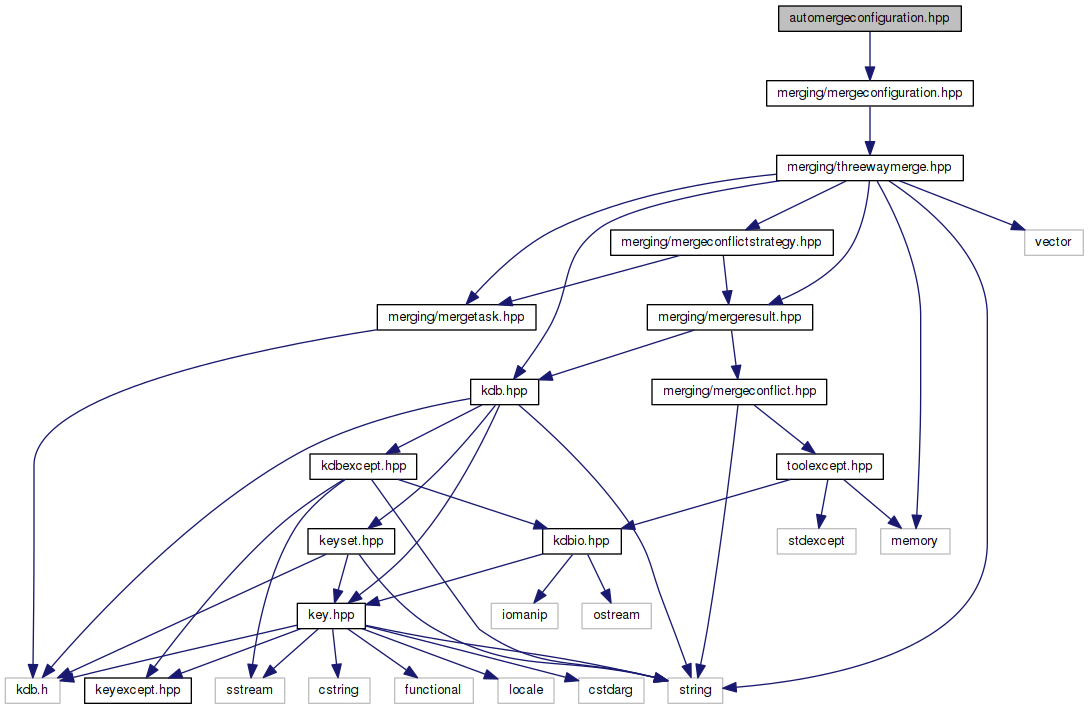 automergeconfiguration.hpp
merging/mergeconfiguration.hpp
merging/threewaymerge.hpp
merging/mergeconflictstrategy.hpp
vector
merging/mergetask.hpp
merging/mergeresult.hpp
kdb.hpp
merging/mergeconflict.hpp
kdbexcept.hpp
toolexcept.hpp
keyset.hpp
kdbio.hpp
stdexcept
memory
key.hpp
iomanip
ostream
kdb.h
keyexcept.hpp
sstream
cstring
functional
locale
cstdarg
string